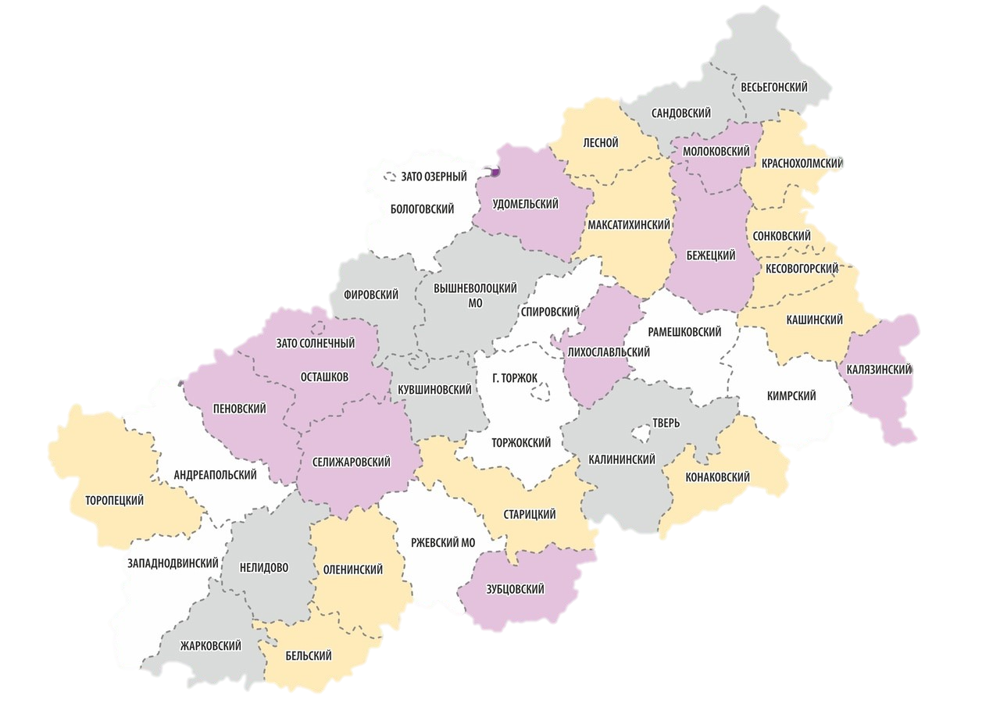 ВЕСЬЕГОНСКИЙ
САНДОВСКИЙ
ЛЕСНОЙ
МОЛОКОВСКИЙ
КРАСНОХОЛМСКИЙ
ЗАТО ОЗЕРНЫЙ
БОЛОГОВСКИЙ
УДОМЕЛЬСКИЙ
МАКСАТИХИНСКИЙ
СОНКОВСКИЙ
БЕЖЕЦКИЙ
КЕСОВОГОРСКИЙ
ФИРОВСКИЙ
ВЫШНЕВОЛОЦКИЙ
МО
СПИРОВСКИЙ
КАШИНСКИЙ
РАМЕШКОВСКИЙ
ЗАТО СОЛНЕЧНЫЙ
ЛИХОСЛАВЛЬСКИЙ
КАЛЯЗИНСКИЙ
ОСТАШКОВ
Г. ТОРЖОК
КУВШИНОВСКИЙ
КИМРСКИЙ
ПЕНОВСКИЙ
ТВЕРЬ
ТОРЖОКСКИЙ
КАЛИНИНСКИЙ
СЕЛИЖАРОВСКИЙ
АНДРЕАПОЛЬСКИЙ
КОНАКОВСКИЙ
ТОРОПЕЦКИЙ
СТАРИЦКИЙ
РЖЕВСКИЙ МО
ЗАПАДНОДВИНСКИЙ
НЕЛИДОВО
ОЛЕНИНСКИЙ
ЗУБЦОВСКИЙ
ЖАРКОВСКИЙ
БЕЛЬСКИЙ